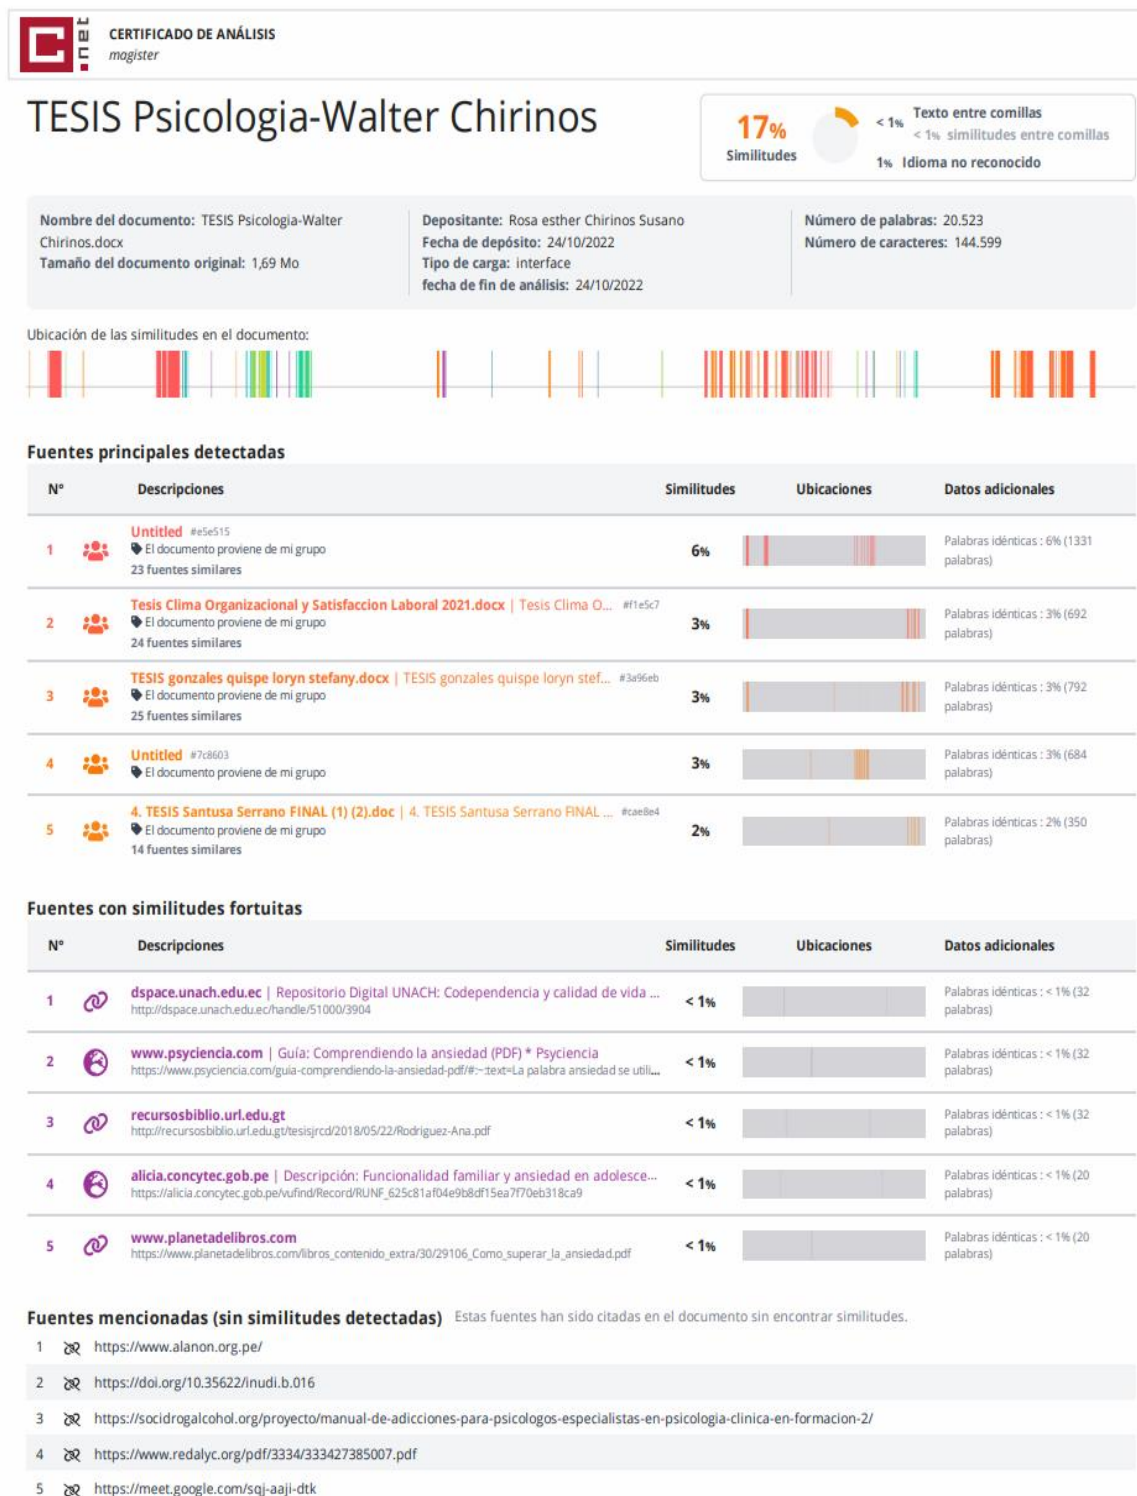 C.net
CERTIFICADO DE ANÁLISIS
magister
TESIS Psicologia-Walter Chirinos
17%
Similitudes
< 1% Texto entre comillas
< 1% similitudes entre comillas
1% Idioma no reconocido
Nombre del documento: TESIS Psicologia-Walter
Chirinos.docx
Tamaño del documento original: 1,69 Mo
Depositante: Rosa esther Chirinos Susano
Fecha de depósito: 24/10/2022
Tipo de carga: interface
fecha de fin de análisis: 24/10/2022
Número de palabras: 20.523
Número de caracteres: 144.599
Ubicación de las similitudes en el documento:
Fuentes principales detectadas
N° Descripciones Similitudes Ubicaciones Datos adicionales
1 Untitled #e5e515
El documento proviene de mi grupo
23 fuentes similares
6%
Palabras idénticas : 6% (1331
palabras)
2 Tesis Clima Organizacional y Satisfaccion Laboral 2021.docx | Tesis Clima O... #f1e5c7
El documento proviene de mi grupo
24 fuentes similares
3%
Palabras idénticas : 3% (692
palabras)
3 TESIS gonzales quispe loryn stefany.docx | TESIS gonzales quispe loryn stef... #3a96eb
El documento proviene de mi grupo
25 fuentes similares
3%
Palabras idénticas : 3% (792
palabras)
4 Untitled #7c8603
El documento proviene de mi grupo
3%
Palabras idénticas : 3% (684
palabras)
5 4. TESIS Santusa Serrano FINAL (1) (2).doc | 4. TESIS Santusa Serrano FINAL ... #cae8e4
El documento proviene de mi grupo
14 fuentes similares
2%
Palabras idénticas : 2% (350
palabras)
Fuentes con similitudes fortuitas
N° Descripciones Similitudes Ubicaciones Datos adicionales
1 dspace.unach.edu.ec | Repositorio Digital UNACH: Codependencia y calidad de vida ...
http://dspace.unach.edu.ec/handle/51000/3904
< 1%
Palabras idénticas : < 1% (32
palabras)
2 www.psyciencia.com | Guía: Comprendiendo la ansiedad (PDF) * Psyciencia
https://www.psyciencia.com/guia-comprendiendo-la-ansiedad-pdf/#:~:text=La palabra ansiedad se utili...
< 1%
Palabras idénticas : < 1% (32
palabras)
3 recursosbiblio.url.edu.gt
http://recursosbiblio.url.edu.gt/tesisjrcd/2018/05/22/Rodriguez-Ana.pdf
< 1%
Palabras idénticas : < 1% (32
palabras)
4 alicia.concytec.gob.pe | Descripción: Funcionalidad familiar y ansiedad en adolesce...
https://alicia.concytec.gob.pe/vufind/Record/RUNF_625c81af04e9b8df15ea7f70eb318ca9
< 1%
Palabras idénticas : < 1% (20
palabras)
5 www.planetadelibros.com
https://www.planetadelibros.com/libros_contenido_extra/30/29106_Como_superar_la_ansiedad.pdf
< 1%
Palabras idénticas : < 1% (20
palabras)
Fuentes mencionadas (sin similitudes detectadas) Estas fuentes han sido citadas en el documento sin encontrar similitudes.
1 https://www.alanon.org.pe/
2 https://doi.org/10.35622/inudi.b.016
3 https://socidrogalcohol.org/proyecto/manual-de-adicciones-para-psicologos-especialistas-en-psicologia-clinica-en-formacion-2/
4 https://www.redalyc.org/pdf/3334/333427385007.pdf
5 https://meet.google.com/sqj-aaji-dtk